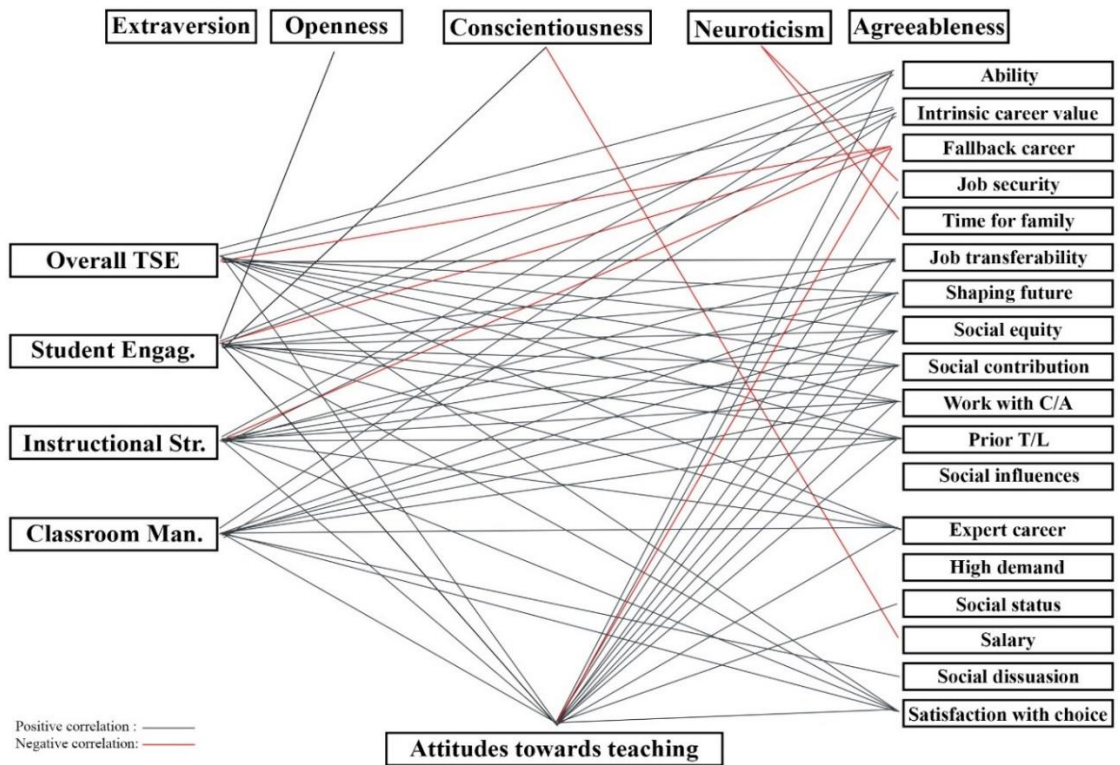 Extraversion
Openness
Conscientiousness
Neuroticism
Agreeableness
Ability
Intrinsic career value
Fallback career
Job security
Time for family
Overall TSE
Job transferability
Shaping future
Social equity
Student Engag.
Social contribution
Work with C/A
Instructional Str.
Prior T/L
Social influences
Classroom Man.
Expert career
High demand
Social status
Salary
Social dissuasion
Satisfaction with choice
Positive correlation :
Negative correlation:
Attitudes towards teaching